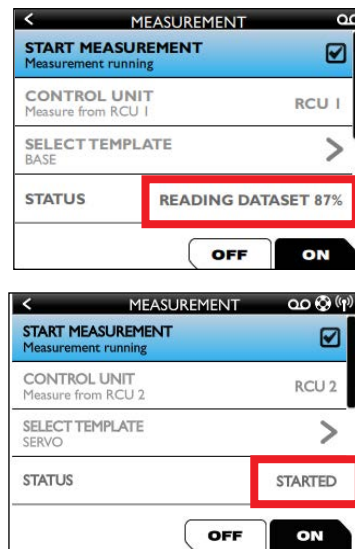 MEASUREMENT
START MEASUREMENT
Measurement running
CONTROL UNIT
Measure from RCU 1
RCU 1
SELECT TEMPLATE
BASE
STATUS
READING DATASET 87%
OFF
ON
MEASUREMENT
START MEASUREMENT
Measurement running
CONTROL UNIT
Measure from RCU 2
RCU 2
SELECT TEMPLATE
SERVO
STATUS
STARTED
OFF
ON